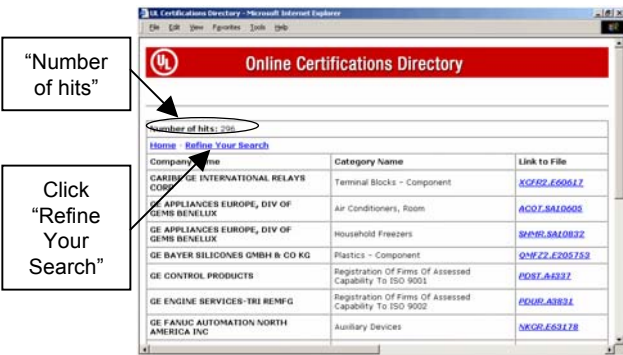 UL Certifications Directory - Microsoft Internet Explorer
File Edit View Favorites Tools Help
UL
Online Certifications Directory
"Number
of hits"
Number of hits: 296
Home - Refine Your Search
Company Name Category Name Link to File
CARIBE GE INTERNATIONAL RELAYS
CORP
Terminal Blocks - Component
XCFR2.E60617
Click
"Refine
Your
Search"
GE APPLIANCES EUROPE, DIV OF
GEMS BENELUX
Air Conditioners, Room
ACOT.SA10605
GE APPLIANCES EUROPE, DIV OF
GEMS BENELUX
Household Freezers
SHMR.SA10832
GE BAYER SILICONES GMBH & CO KG
Plastics - Component
QMFZ2.E205753
GE CONTROL PRODUCTS
Registration Of Firms Of Assessed
Capability To ISO 9001
PDST.A4337
GE ENGINE SERVICES-TRI REMFG
Registration Of Firms Of Assessed
Capability To ISO 9002
PDUR.A3831
GE FANUC AUTOMATION NORTH
AMERICA INC
Auxiliary Devices
NKCR.E63178